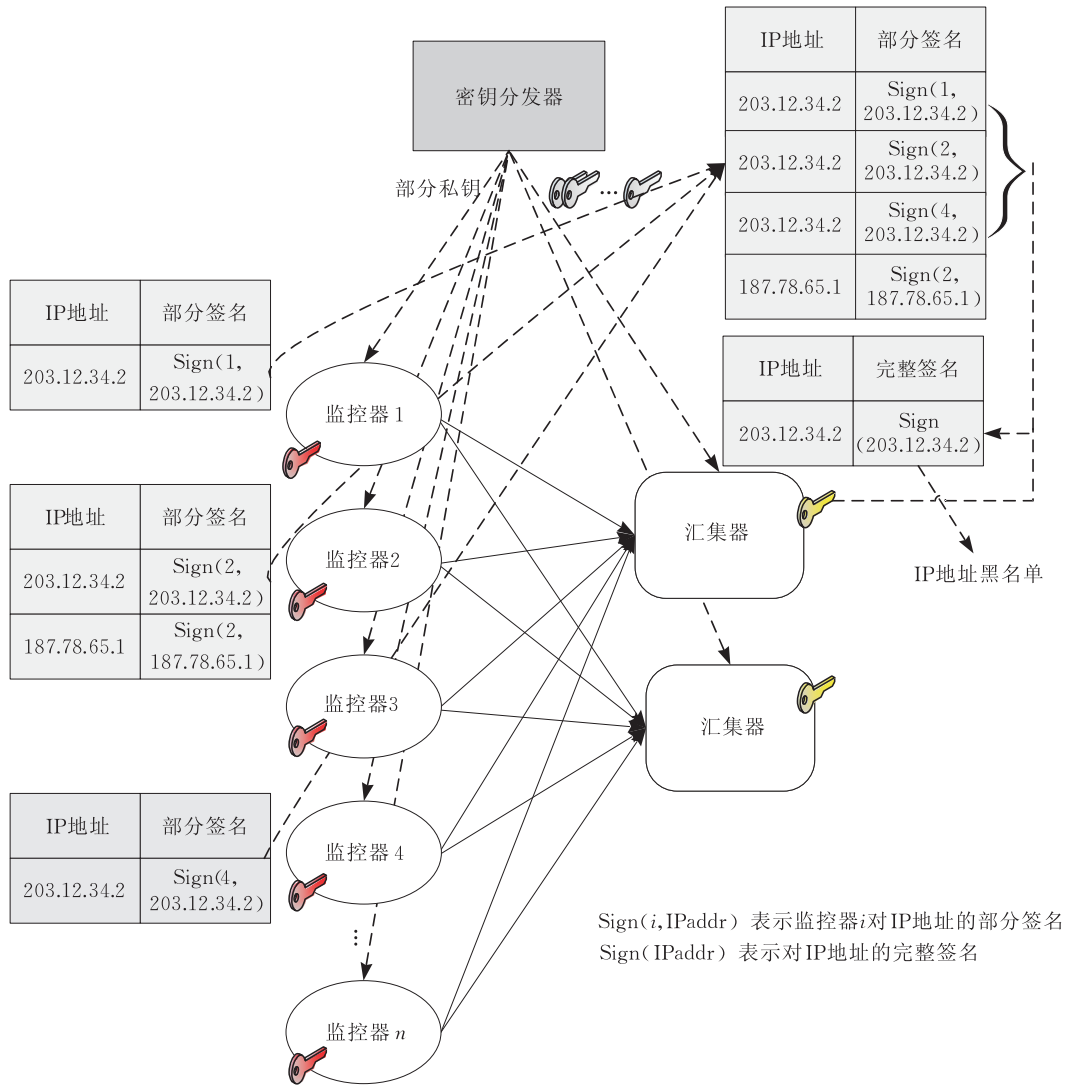 密钥分发器
部分私钥
...
IP地址 部分签名
203.12.34.2 Sign(1,
203.12.34.2)
203.12.34.2 Sign(2,
203.12.34.2)
203.12.34.2 Sign(4,
203.12.34.2)
187.78.65.1 Sign(2,
187.78.65.1)
IP地址 部分签名
203.12.34.2 Sign(1,
203.12.34.2)
IP地址 完整签名
203.12.34.2 Sign
(203.12.34.2)
监控器1
IP地址 部分签名
203.12.34.2 Sign(2,
203.12.34.2)
187.78.65.1 Sign(2,
187.78.65.1)
监控器2
汇集器
IP地址黑名单
监控器3
汇集器
IP地址 部分签名
203.12.34.2 Sign(4,
203.12.34.2)
监控器4
...
监控器n
Sign(i,IPaddr) 表示监控器i对IP地址的部分签名
Sign(IPaddr) 表示对IP地址的完整签名